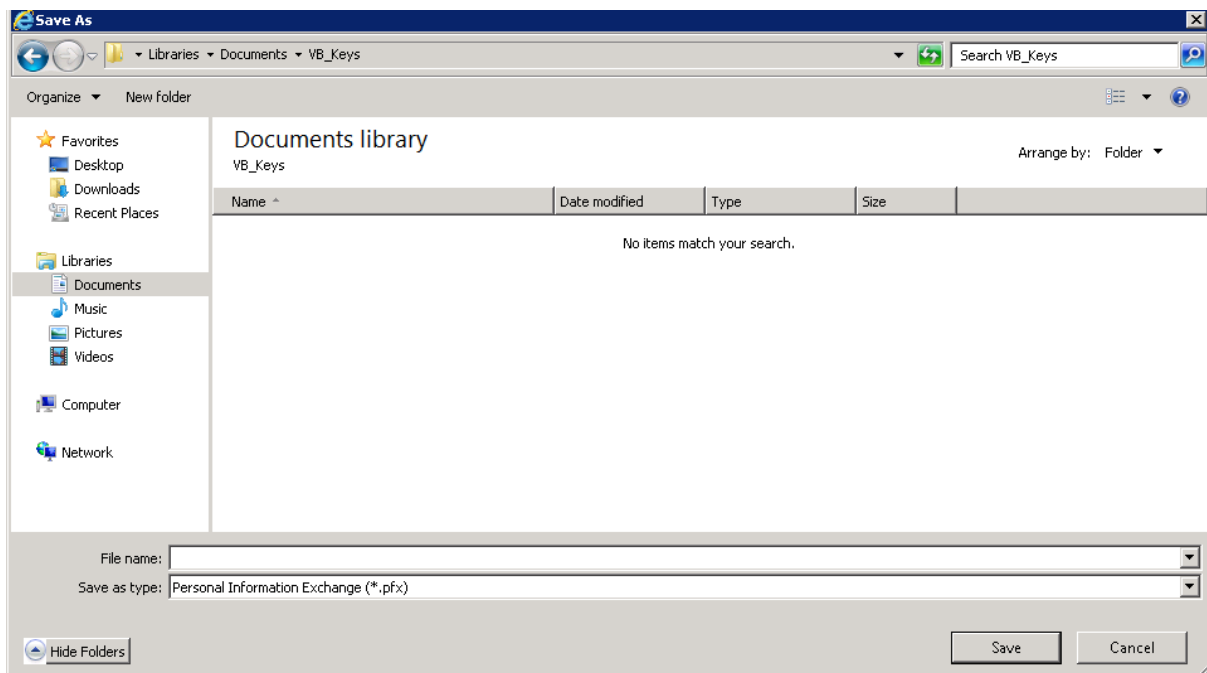 Save As
Libraries Documents VB_Keys
Search VB_Keys
Organize New folder
Favorites
Desktop
Downloads
Recent Places
Libraries
Documents
Music
Pictures
Videos
Computer
Network
Documents library
VB_Keys
Arrange by: Folder
Name Date modified Type Size
No items match your search.
File name:
Save as type: Personal Information Exchange (*.pfx)
Hide Folders
Save Cancel